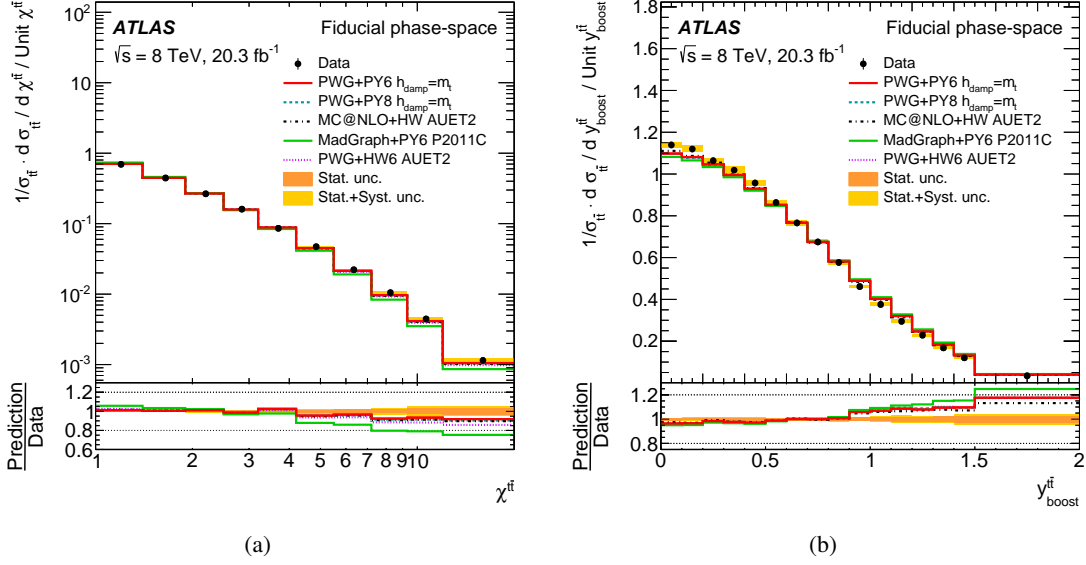 ATLAS Fiducial phase-space
√s = 8 TeV, 20.3 fb⁻¹
Data
PWG+PY6 h_damp=m_t
PWG+PY8 h_damp=m_t
MC@NLO+HW AUET2
MadGraph+PY6 P2011C
PWG+HW6 AUET2
Stat. unc.
Stat.+Syst. unc.
1/σ_tt̄ · d σ_tt̄ / d χ^tt̄ / Unit χ^tt̄
10²
10
1
10⁻¹
10⁻²
10⁻³
Prediction
Data
1.2
1
0.8
0.6
1 2 3 4 5 6 7 8 9 10
χ^tt̄
(a)
ATLAS Fiducial phase-space
√s = 8 TeV, 20.3 fb⁻¹
Data
PWG+PY6 h_damp=m_t
PWG+PY8 h_damp=m_t
MC@NLO+HW AUET2
MadGraph+PY6 P2011C
PWG+HW6 AUET2
Stat. unc.
Stat.+Syst. unc.
1/σ_tt̄ · d σ_tt̄ / d y_boost^tt̄ / Unit y_boost^tt̄
1.8
1.6
1.4
1.2
1.0
0.8
0.6
0.4
0.2
0.0
Prediction
Data
1.2
1.0
0.8
0 0.5 1 1.5 2
y_boost^tt̄
(b)